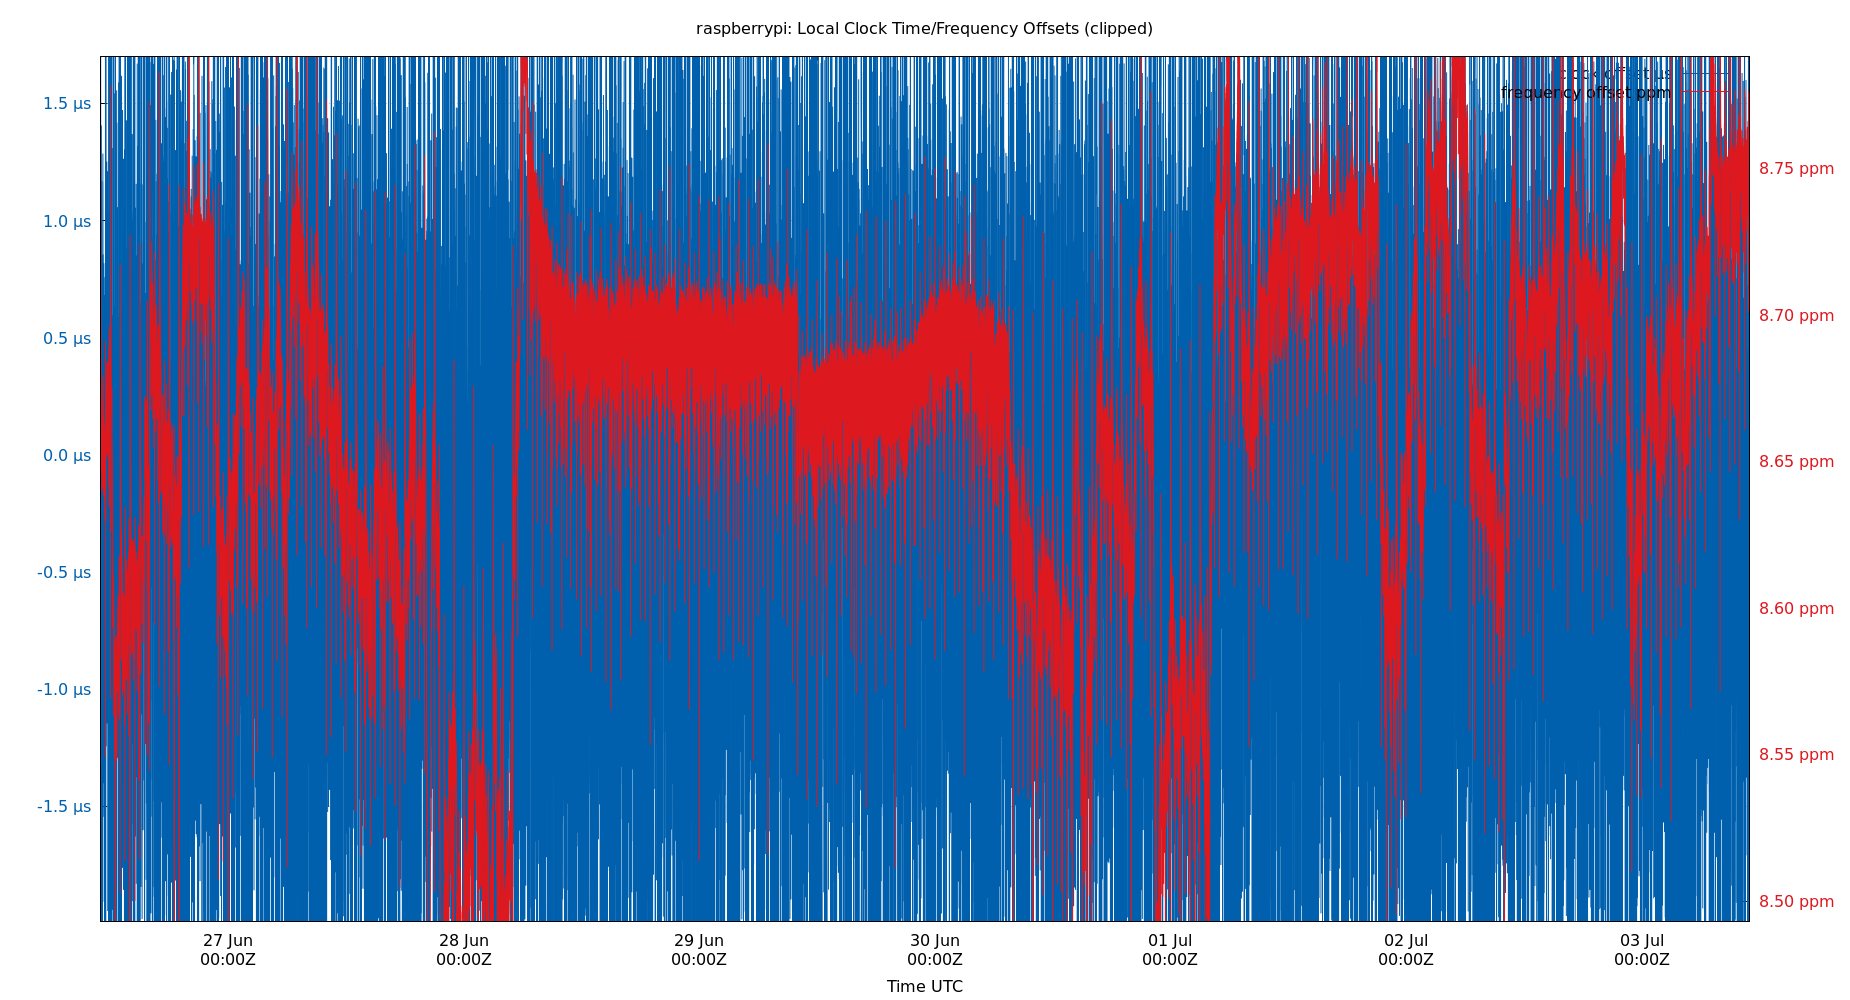 raspberrypi: Local Clock Time/Frequency Offsets (clipped)
clock offset µs
frequency offset ppm
1.5 µs
1.0 µs
0.5 µs
0.0 µs
-0.5 µs
-1.0 µs
-1.5 µs
8.75 ppm
8.70 ppm
8.65 ppm
8.60 ppm
8.55 ppm
8.50 ppm
27 Jun 28 Jun 29 Jun 30 Jun 01 Jul 02 Jul 03 Jul
00:00Z 00:00Z 00:00Z 00:00Z 00:00Z 00:00Z 00:00Z
Time UTC